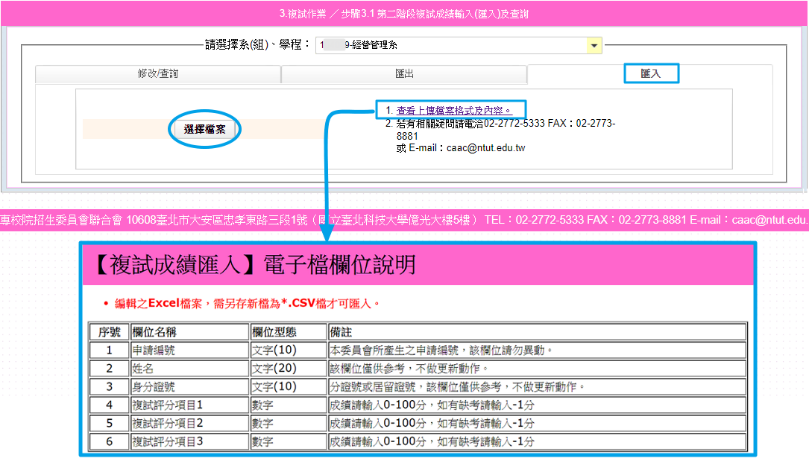 3.複試作業 ／ 步驟3.1 第二階段複試成績輸入(匯入)及查詢
請選擇系(組)、學程： 1 9-經營管理系
修改/查詢
匯出
匯入
選擇檔案
1. 查看上傳檔案格式及內容。
2. 若有相關疑問請電洽02-2772-5333 FAX：02-2773-
8881
或 E-mail：caac@ntut.edu.tw
專校院招生委員會聯合會 10608臺北市大安區忠孝東路三段1號（國立臺北科技大學億光大樓5樓） TEL：02-2772-5333 FAX：02-2773-8881 E-mail：caac@ntut.edu.
【複試成績匯入】電子檔欄位說明
• 編輯之Excel檔案，需另存新檔為*.CSV檔才可匯入。
序號 欄位名稱 欄位型態 備註
1 申請編號 文字(10) 本委員會所產生之申請編號，該欄位請勿異動。
2 姓名 文字(20) 該欄位僅供參考，不做更新動作。
3 身分證號 文字(10) 分證號或居留證號，該欄位僅供參考，不做更新動作。
4 複試評分項目1 數字 成績請輸入0-100分，如有缺考請輸入-1分
5 複試評分項目2 數字 成績請輸入0-100分，如有缺考請輸入-1分
6 複試評分項目3 數字 成績請輸入0-100分，如有缺考請輸入-1分